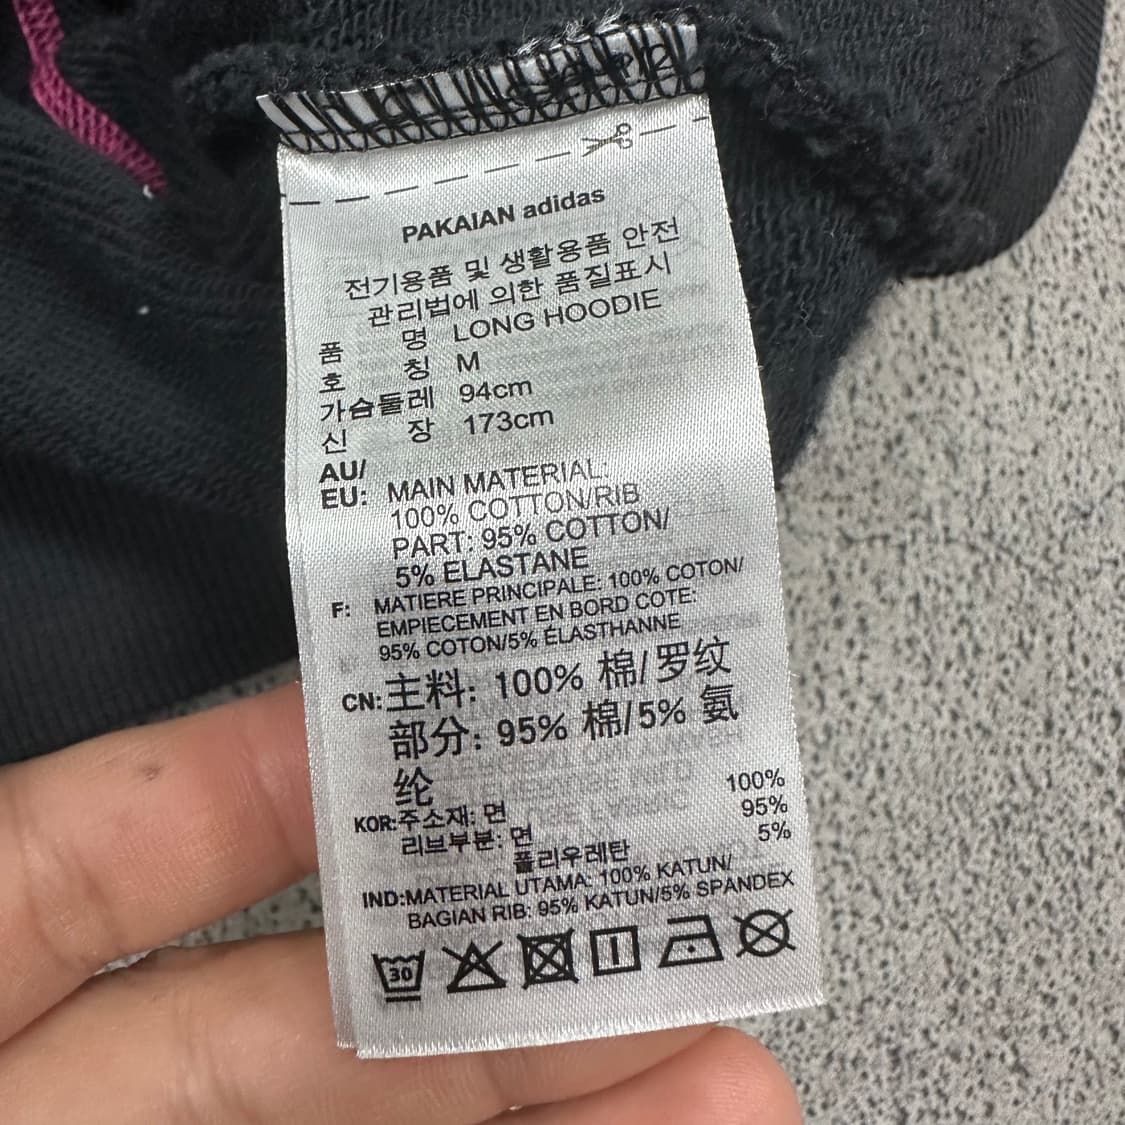 PAKAIAN adidas
전기용품 및 생활용품 안전
관리법에 의한 품질표시
품 명 LONG HOODIE
호 칭 M
가슴둘레 94cm
신 장 173cm
AU/
EU: MAIN MATERIAL:
100% COTTON/RIB
PART: 95% COTTON/
5% ELASTANE
F: MATIERE PRINCIPALE: 100% COTON/
EMPIECEMENT EN BORD COTE:
95% COTON/5% ÉLASTHANNE
CN: 主料: 100% 棉/罗纹
部分: 95% 棉/5% 氨
纶
KOR: 주소재: 면 100%
리브부분: 면 95%
폴리우레탄 5%
IND: MATERIAL UTAMA: 100% KATUN/
BAGIAN RIB: 95% KATUN/5% SPANDEX
30